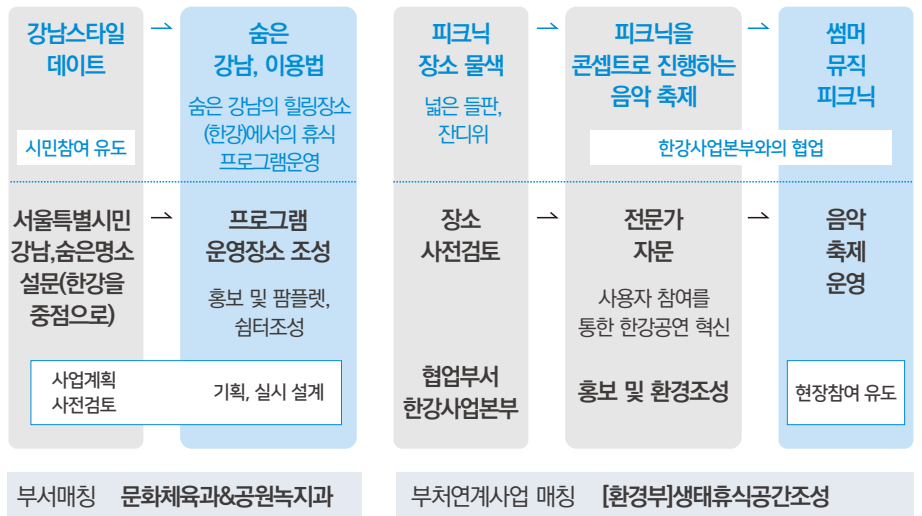 강남스타일
데이트
시민참여 유도
→
숨은
강남, 이용법
숨은 강남의 힐링장소
(한강)에서의 휴식
프로그램운영
서울특별시민
강남,숨은명소
설문(한강을
중점으로)
→
프로그램
운영장소 조성
홍보 및 팜플렛,
쉼터조성
사업계획
사전검토
기획, 실시 설계
부서매칭 문화체육과&공원녹지과
피크닉
장소 물색
넓은 들판,
잔디위
→
피크닉을
콘셉트로 진행하는
음악 축제
→
썸머
뮤직
피크닉
한강사업본부와의 협업
장소
사전검토
→
전문가
자문
사용자 참여를
통한 한강공연 혁신
→
음악
축제
운영
협업부서
한강사업본부
홍보 및 환경조성
현장참여 유도
부처연계사업 매칭 [환경부]생태휴식공간조성